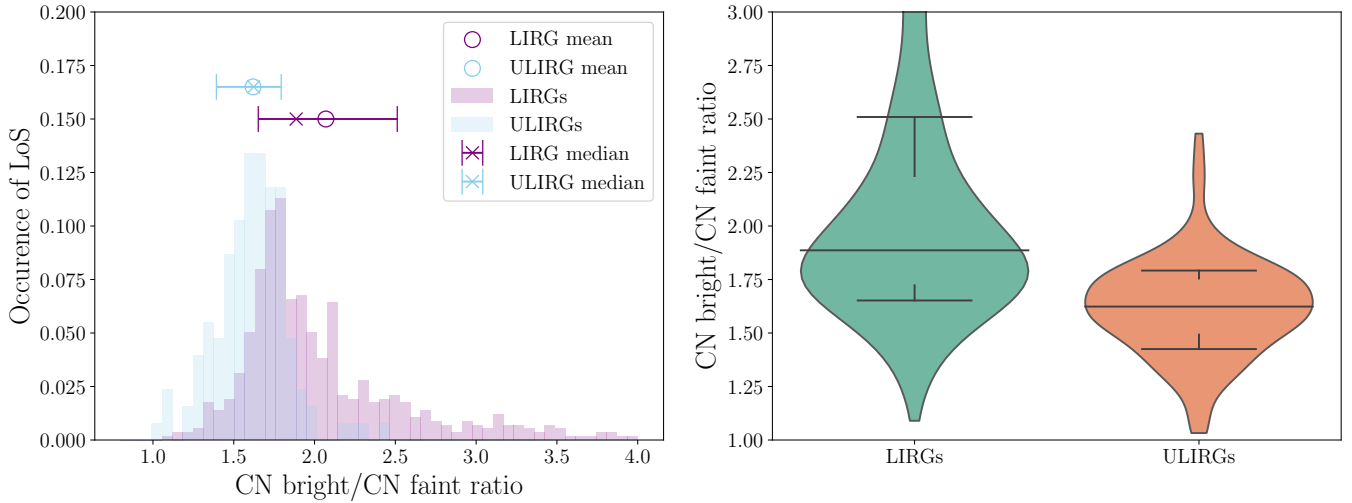 0.200
0.175
0.150
0.125
0.100
0.075
0.050
0.025
0.000
Occurence of LoS
1.0 1.5 2.0 2.5 3.0 3.5 4.0
CN bright/CN faint ratio
LIRG mean
ULIRG mean
LIRGs
ULIRGs
LIRG median
ULIRG median
3.00
2.75
2.50
2.25
2.00
1.75
1.50
1.25
1.00
CN bright/CN faint ratio
LIRGs ULIRGs